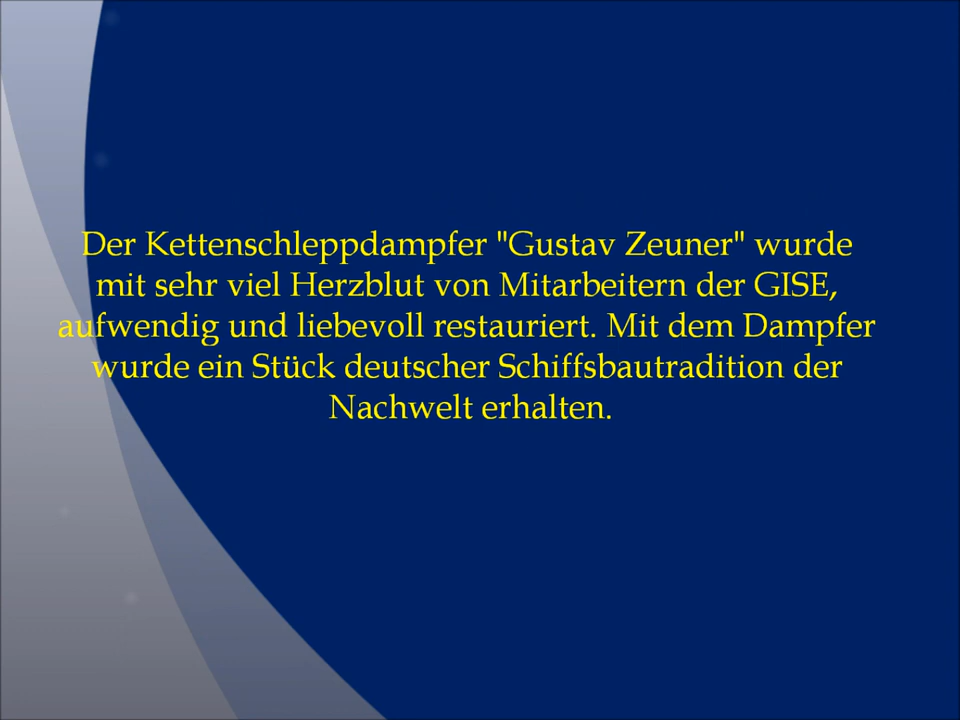 Der Kettenschleppdampfer "Gustav Zeuner" wurde
mit sehr viel Herzblut von Mitarbeitern der GISE,
aufwendig und liebevoll restauriert. Mit dem Dampfer
wurde ein Stück deutscher Schiffsbautradition der
Nachwelt erhalten.